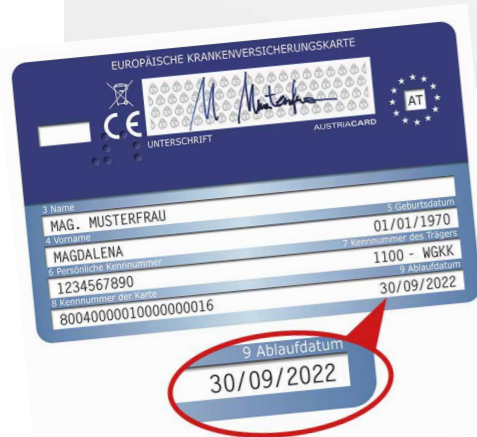 EUROPÄISCHE KRANKENVERSICHERUNGSKARTE
CE
M Musterfrau
UNTERSCHRIFT
AUSTRIACARD
AT
3 Name
MAG. MUSTERFRAU
5 Geburtsdatum
4 Vorname
MAGDALENA
01/01/1970
6 Persönliche Kennnummer
7 Kennnummer des Trägers
1234567890
1100 - WGKK
8 Kennnummer der Karte
9 Ablaufdatum
80040000010000000016
30/09/2022
9 Ablaufdatum
30/09/2022